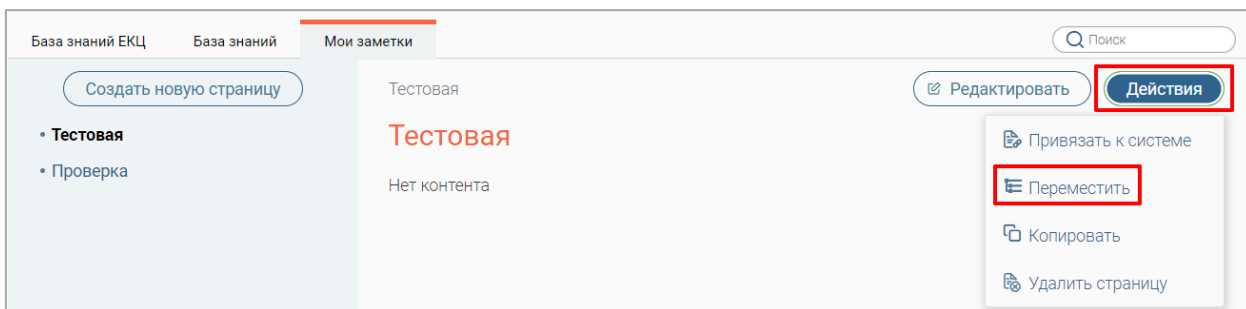 База знаний ЕКЦ База знаний Мои заметки Поиск
Создать новую страницу Тестовая Редактировать Действия
• Тестовая
• Проверка
Тестовая
Нет контента
Привязать к системе
Переместить
Копировать
Удалить страницу